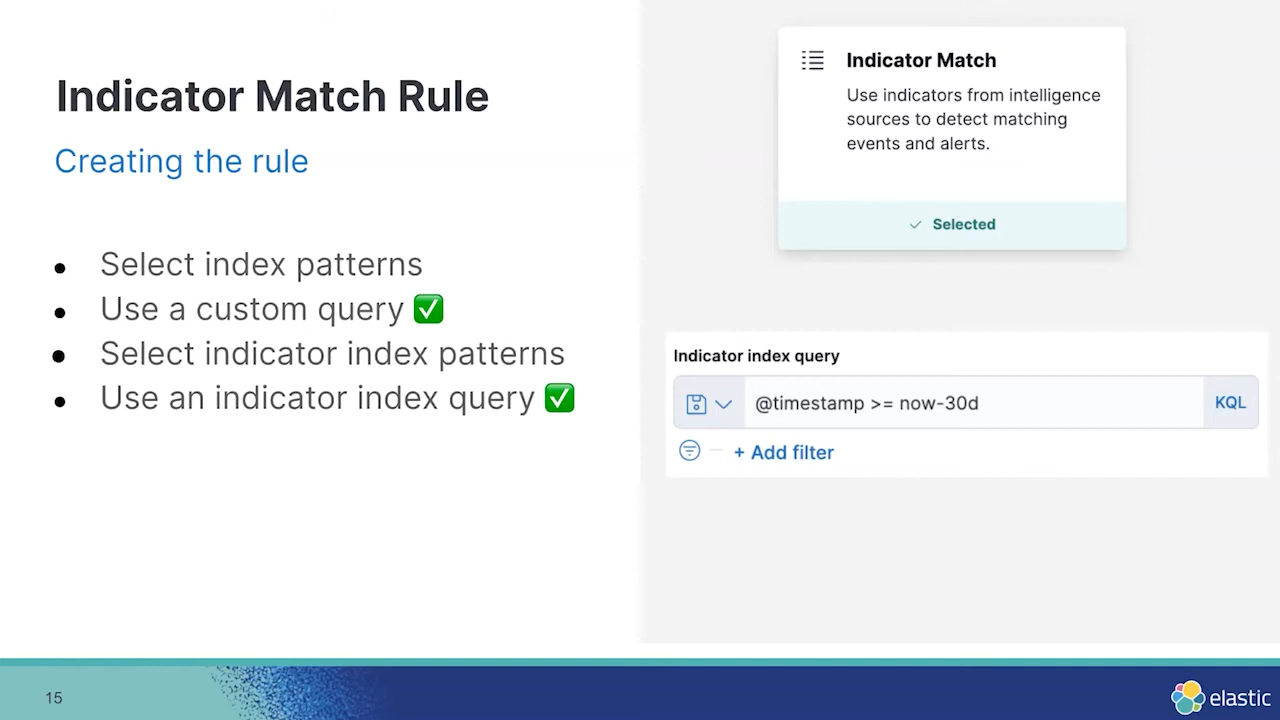 Indicator Match Rule
Creating the rule
Select index patterns
Use a custom query ✅
Select indicator index patterns
Use an indicator index query ✅
Indicator Match
Use indicators from intelligence
sources to detect matching
events and alerts.
Selected
Indicator index query
@timestamp >= now-30d
KQL
+ Add filter
15
elastic